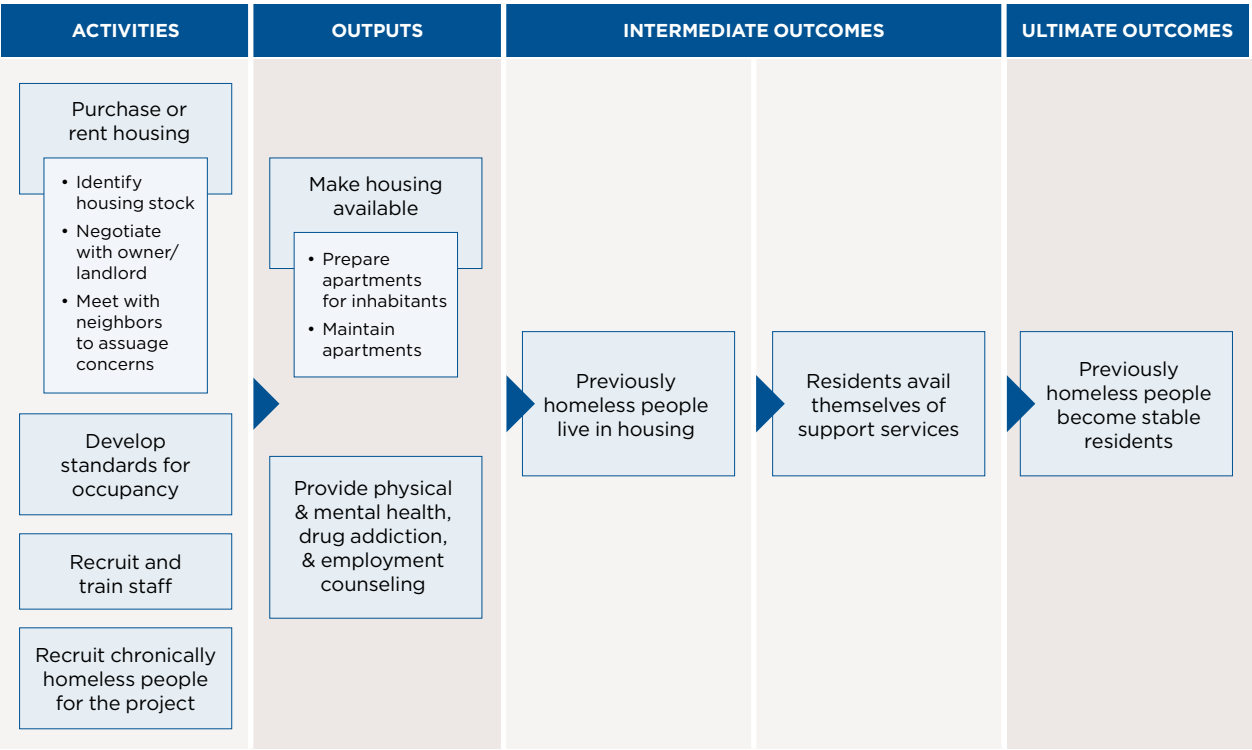 ACTIVITIES
OUTPUTS
INTERMEDIATE OUTCOMES
ULTIMATE OUTCOMES
Purchase or
rent housing
• Identify
housing stock
• Negotiate
with owner/
landlord
• Meet with
neighbors
to assuage
concerns
Develop
standards for
occupancy
Recruit and
train staff
Recruit chronically
homeless people
for the project
Make housing
available
• Prepare
apartments
for inhabitants
• Maintain
apartments
Provide physical
& mental health,
drug addiction,
& employment
counseling
Previously
homeless people
live in housing
Residents avail
themselves of
support services
Previously
homeless people
become stable
residents